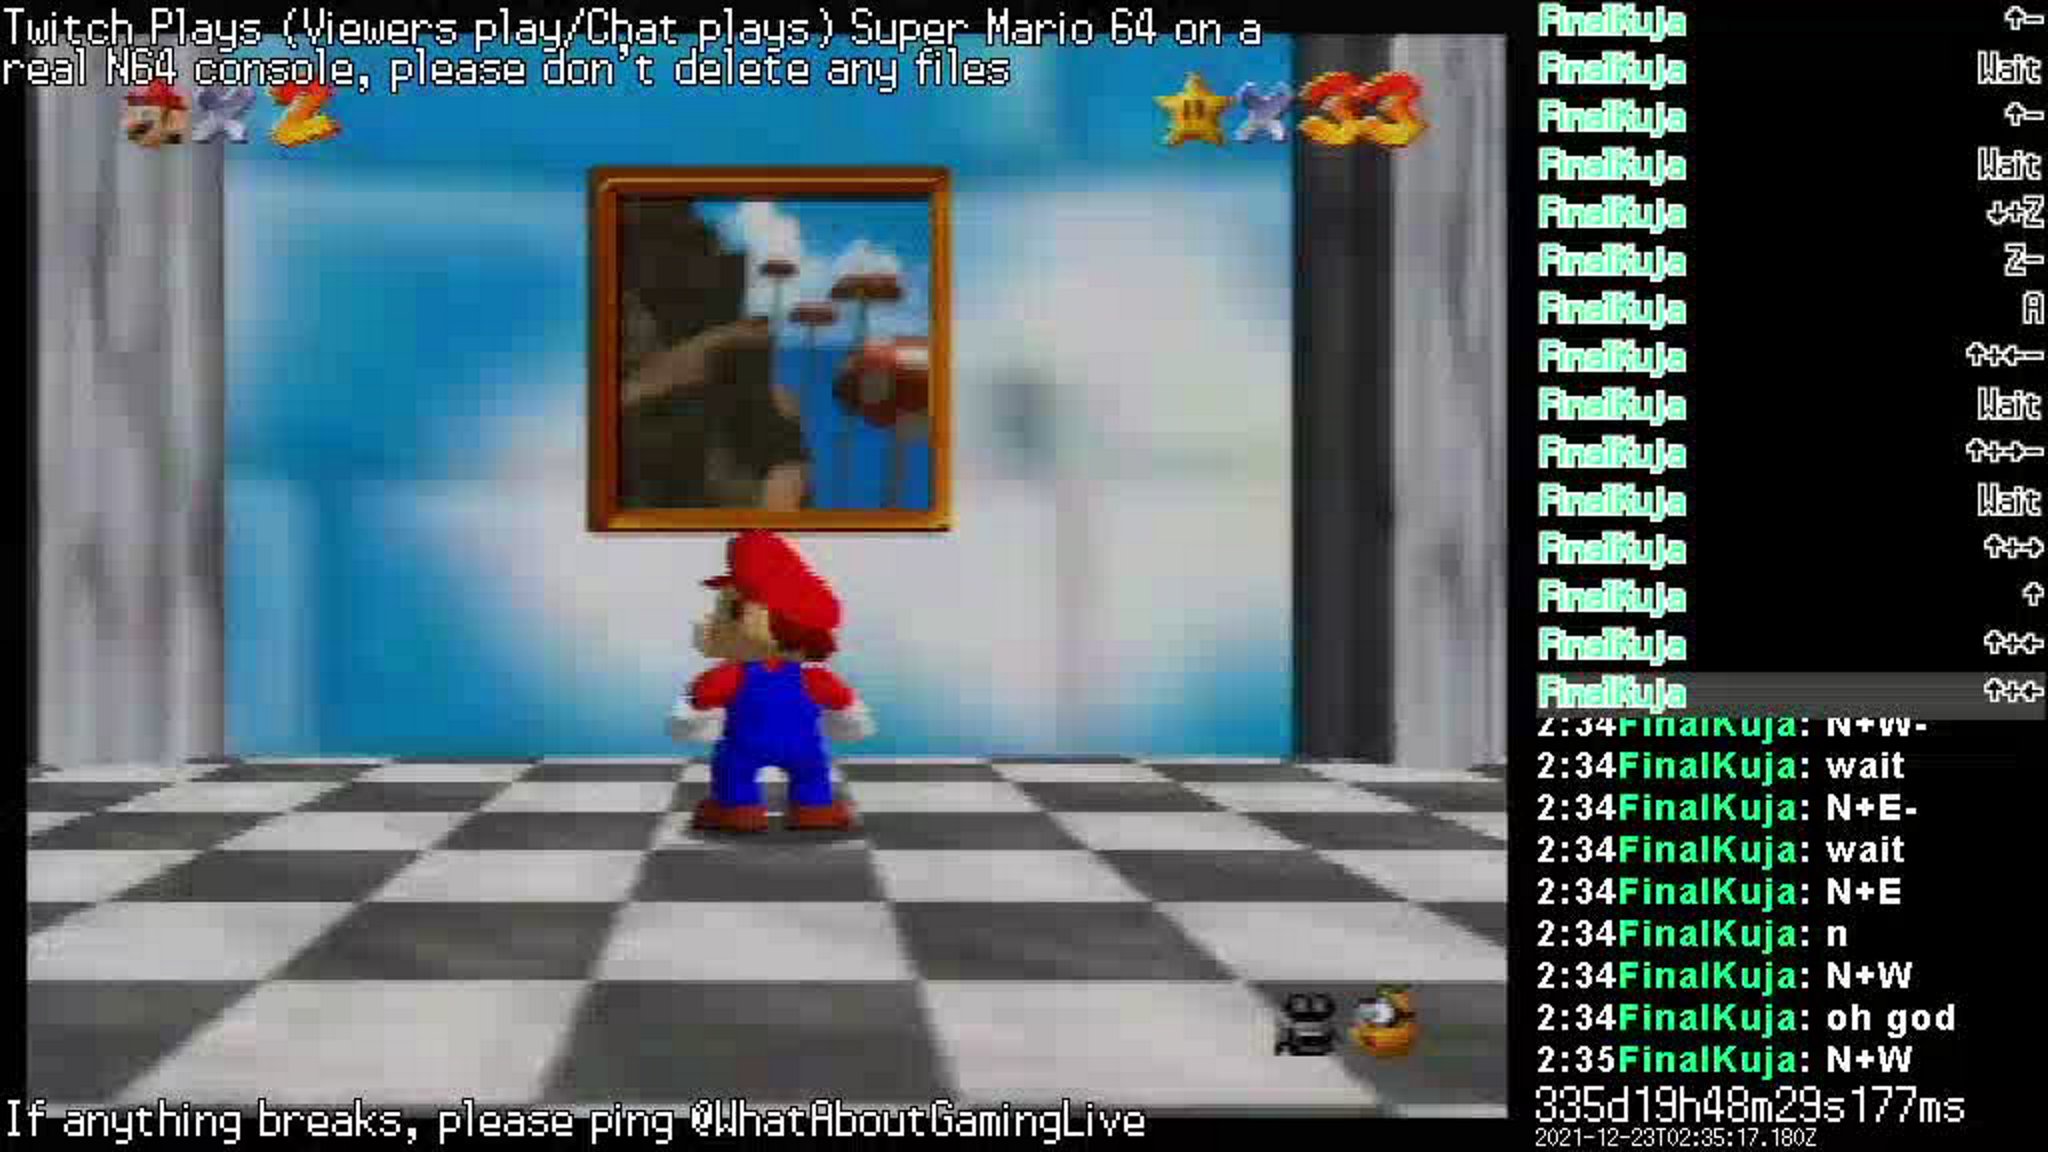 Twitch Plays (Viewers play/Chat plays) Super Mario 64 on a
real N64 console, please don't delete any files
× 2
× 33
FinalKuja ↑-
FinalKuja Wait
FinalKuja ↑-
FinalKuja Wait
FinalKuja ↓+Z
FinalKuja Z-
FinalKuja A
FinalKuja ↑+←-
FinalKuja Wait
FinalKuja ↑+→-
FinalKuja Wait
FinalKuja ↑+→
FinalKuja ↑
FinalKuja ↑+←
FinalKuja ↑+←
2:34FinalKuja: N+W-
2:34FinalKuja: wait
2:34FinalKuja: N+E-
2:34FinalKuja: wait
2:34FinalKuja: N+E
2:34FinalKuja: n
2:34FinalKuja: N+W
2:34FinalKuja: oh god
2:35FinalKuja: N+W
335d19h48m29s177ms
2021-12-23T02:35:17.180Z
If anything breaks, please ping @WhatAboutGamingLive